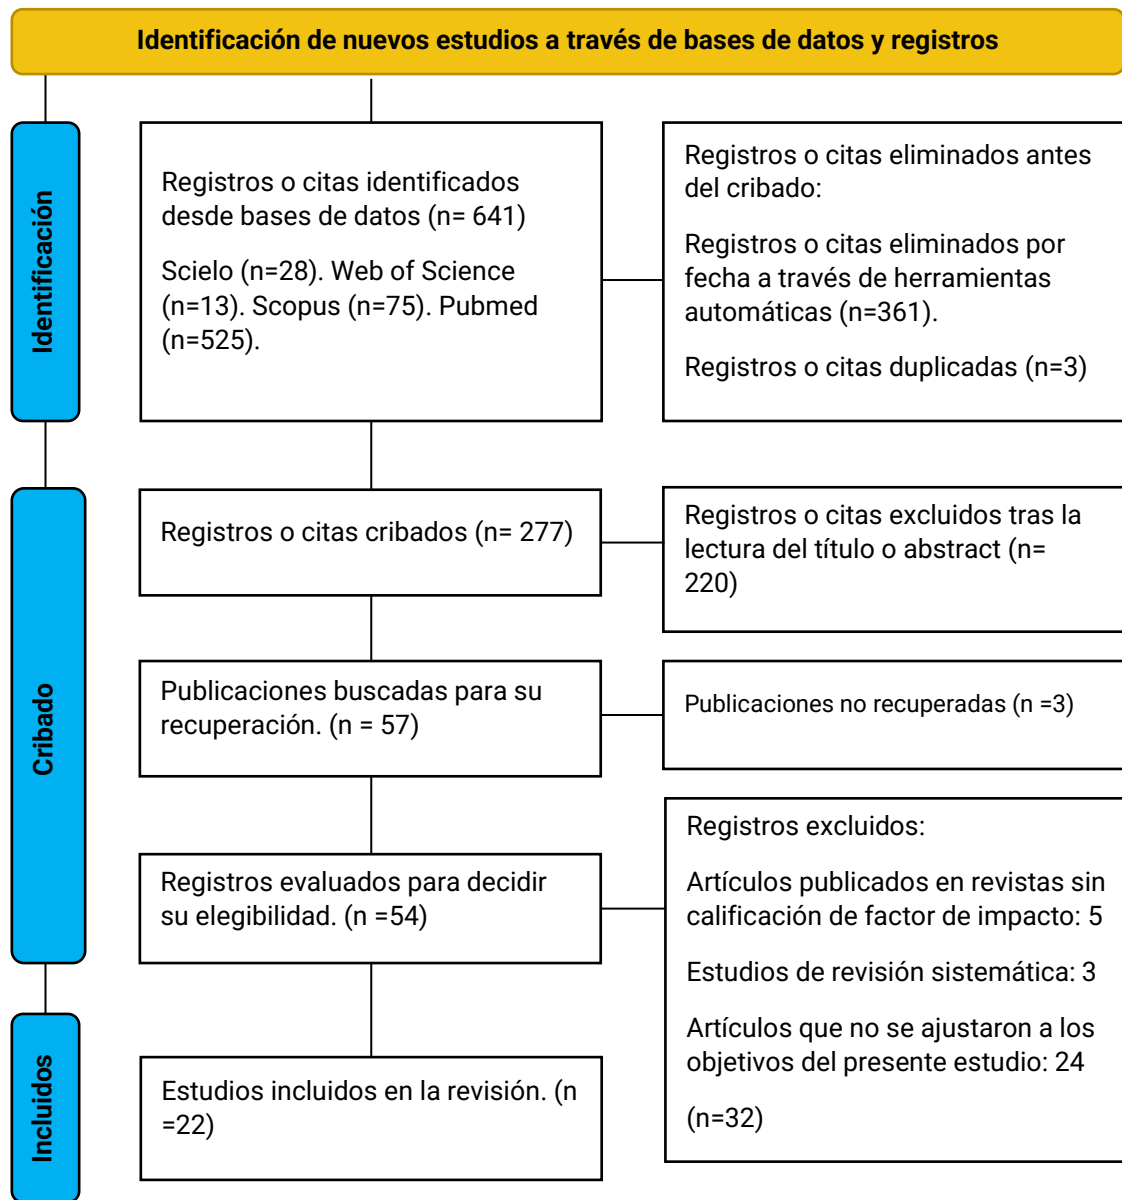 Identificación de nuevos estudios a través de bases de datos y registros
Identificación
Registros o citas identificados
desde bases de datos (n= 641)
Scielo (n=28). Web of Science
(n=13). Scopus (n=75). Pubmed
(n=525).
Registros o citas eliminados antes
del cribado:
Registros o citas eliminados por
fecha a través de herramientas
automáticas (n=361).
Registros o citas duplicadas (n=3)
Cribado
Registros o citas cribados (n= 277)
Registros o citas excluidos tras la
lectura del título o abstract (n=
220)
Publicaciones buscadas para su
recuperación. (n = 57)
Publicaciones no recuperadas (n =3)
Registros evaluados para decidir
su elegibilidad. (n =54)
Registros excluidos:
Artículos publicados en revistas sin
calificación de factor de impacto: 5
Estudios de revisión sistemática: 3
Artículos que no se ajustaron a los
objetivos del presente estudio: 24
(n=32)
Incluidos
Estudios incluidos en la revisión. (n
=22)